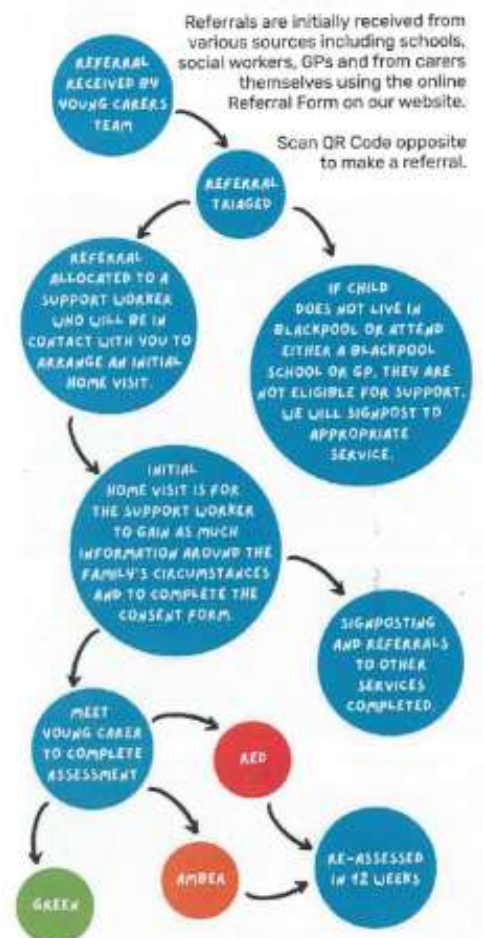 Referrals are initially received from
various sources including schools,
social workers, GPs and from carers
themselves using the online
Referral Form on our website.
Scan QR Code opposite
to make a referral.
REFERRAL
RECEIVED BY
YOUNG CARERS
TEAM
REFERRAL
TRIAGED
REFERRAL
ALLOCATED TO A
SUPPORT WORKER
WHO WILL BE IN
CONTACT WITH YOU TO
ARRANGE AN INITIAL
HOME VISIT.
IF CHILD
DOES NOT LIVE IN
BLACKPOOL OR ATTEND
EITHER A BLACKPOOL
SCHOOL OR GP, THEY ARE
NOT ELIGIBLE FOR SUPPORT.
WE WILL SIGNPOST TO
APPROPRIATE
SERVICE.
INITIAL
HOME VISIT IS FOR
THE SUPPORT WORKER
TO GAIN AS MUCH
INFORMATION AROUND THE
FAMILY'S CIRCUMSTANCES
AND TO COMPLETE THE
CONSENT FORM.
SIGNPOSTING
AND REFERRALS
TO OTHER
SERVICES
COMPLETED
MEET
YOUNG CARER
TO COMPLETE
ASSESSMENT
RED
AMBER
GREEN
RE-ASSESSED
IN 12 WEEKS